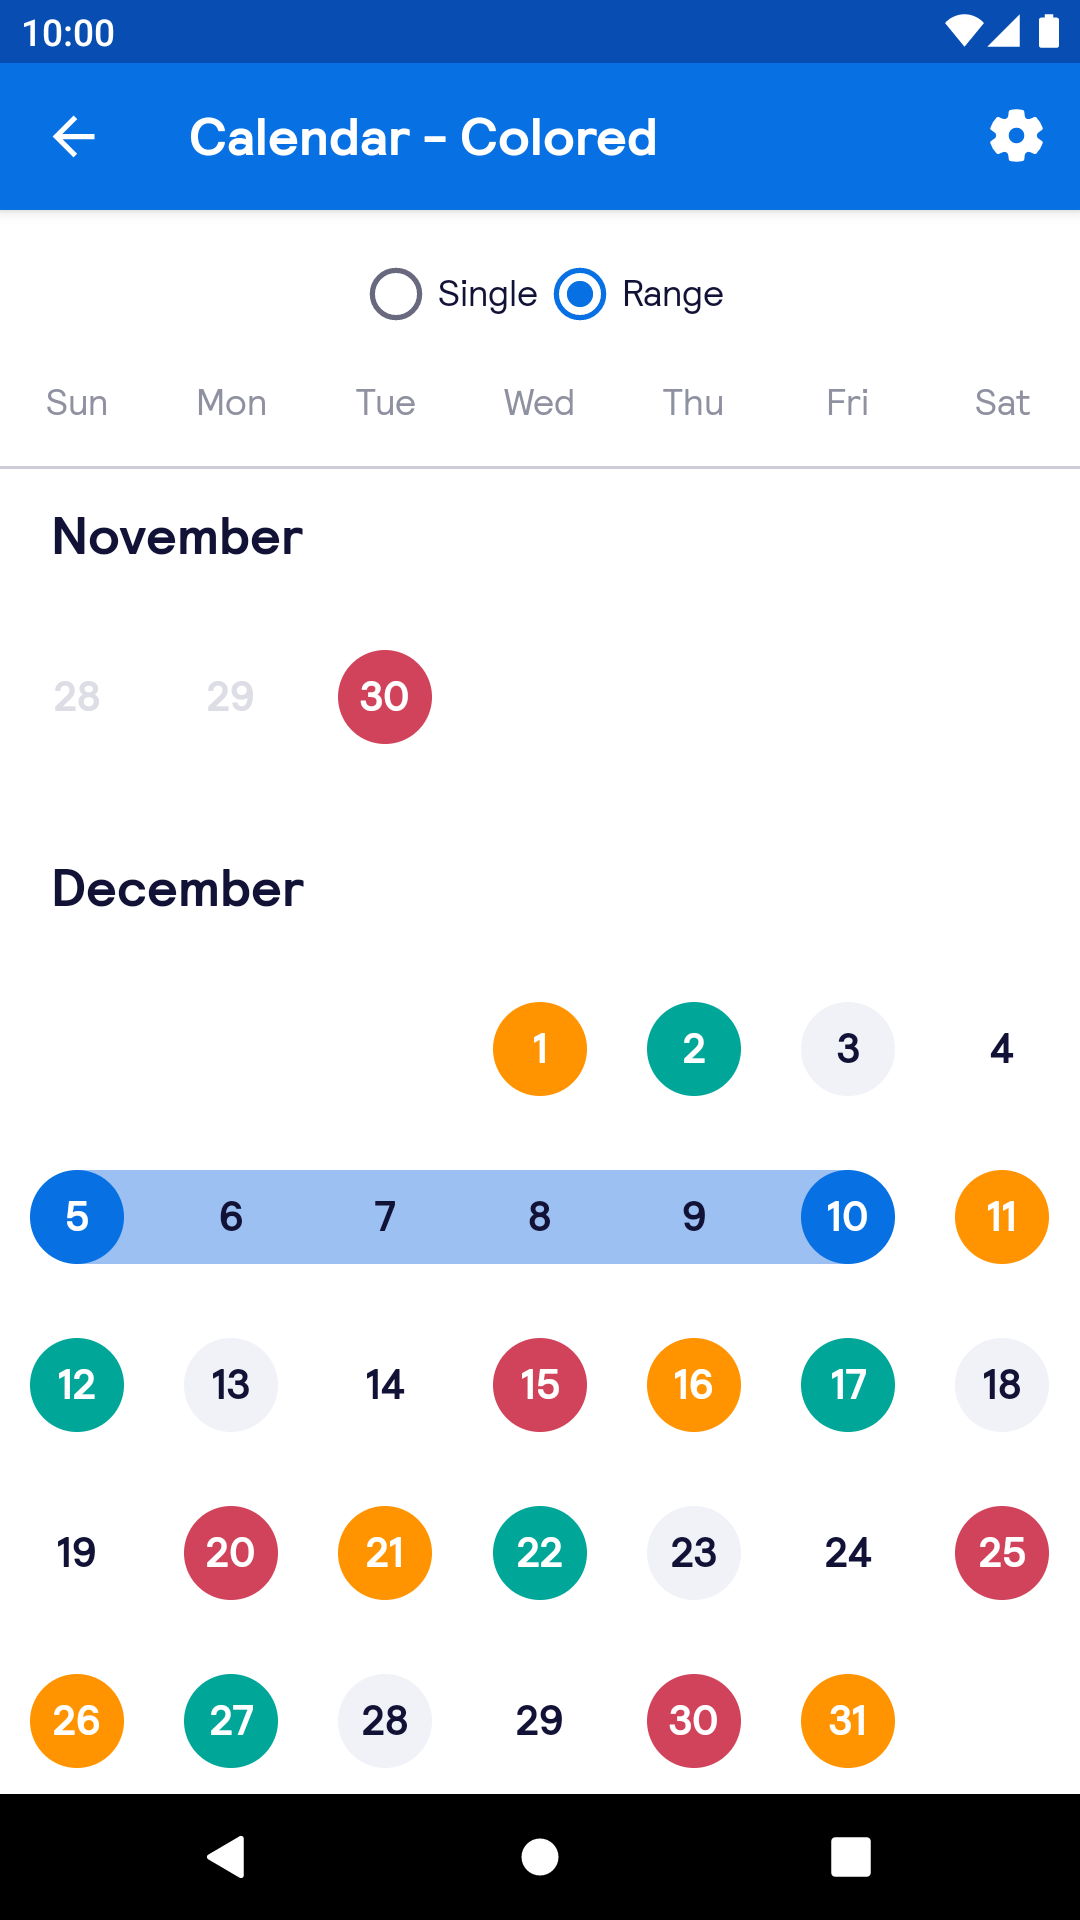 10:00
Calendar - Colored
Single Range
Sun Mon Tue Wed Thu Fri Sat
November
28 29 30
December
1 2 3 4
5 6 7 8 9 10 11
12 13 14 15 16 17 18
19 20 21 22 23 24 25
26 27 28 29 30 31